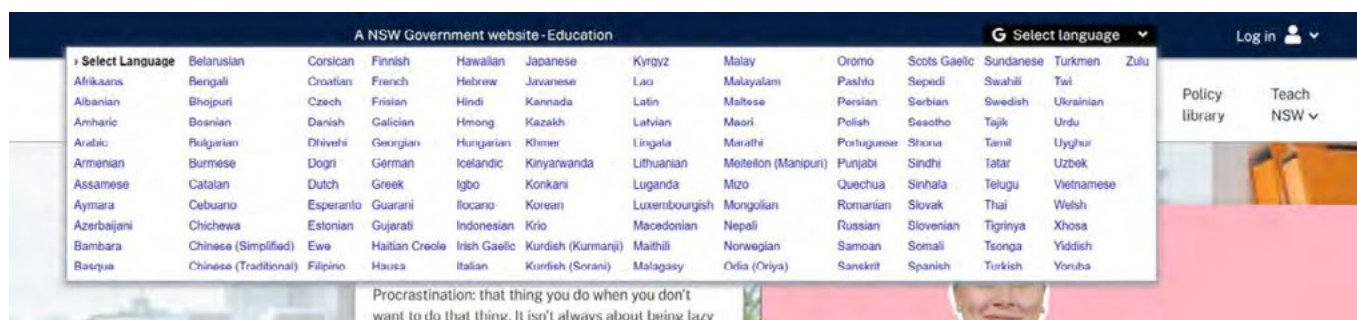 A NSW Government website - Education
G Select language
Log in
› Select Language Belarusian Corsican Finnish Hawaiian Japanese Kyrgyz Malay Oromo Scots Gaelic Sundanese Turkmen Zulu
Afrikaans Bengali Croatian French Hebrew Javanese Lao Malayalam Pashto Sepedi Swahili Twi
Albanian Bhojpuri Czech Frisian Hindi Kannada Latin Maltese Persian Serbian Swedish Ukrainian
Amharic Bosnian Danish Galician Hmong Kazakh Latvian Maori Polish Sesotho Tajik Urdu
Arabic Bulgarian Dhivehi Georgian Hungarian Khmer Lingala Marathi Portuguese Shona Tamil Uyghur
Armenian Burmese Dogri German Icelandic Kinyarwanda Lithuanian Meiteilon (Manipuri) Punjabi Sindhi Tatar Uzbek
Assamese Catalan Dutch Greek Igbo Konkani Luganda Mizo Quechua Sinhala Telugu Vietnamese
Aymara Cebuano Esperanto Guarani Ilocano Korean Luxembourgish Mongolian Romanian Slovak Thai Welsh
Azerbaijani Chichewa Estonian Gujarati Indonesian Krio Macedonian Nepali Russian Slovenian Tigrinya Xhosa
Bambara Chinese (Simplified) Ewe Haitian Creole Irish Gaelic Kurdish (Kurmanji) Maithili Norwegian Samoan Somali Tsonga Yiddish
Basque Chinese (Traditional) Filipino Hausa Italian Kurdish (Sorani) Malagasy Odia (Oriya) Sanskrit Spanish Turkish Yoruba
Policy
library
Teach
NSW
Procrastination: that thing you do when you don't
want to do that thing. It isn't always about being lazy